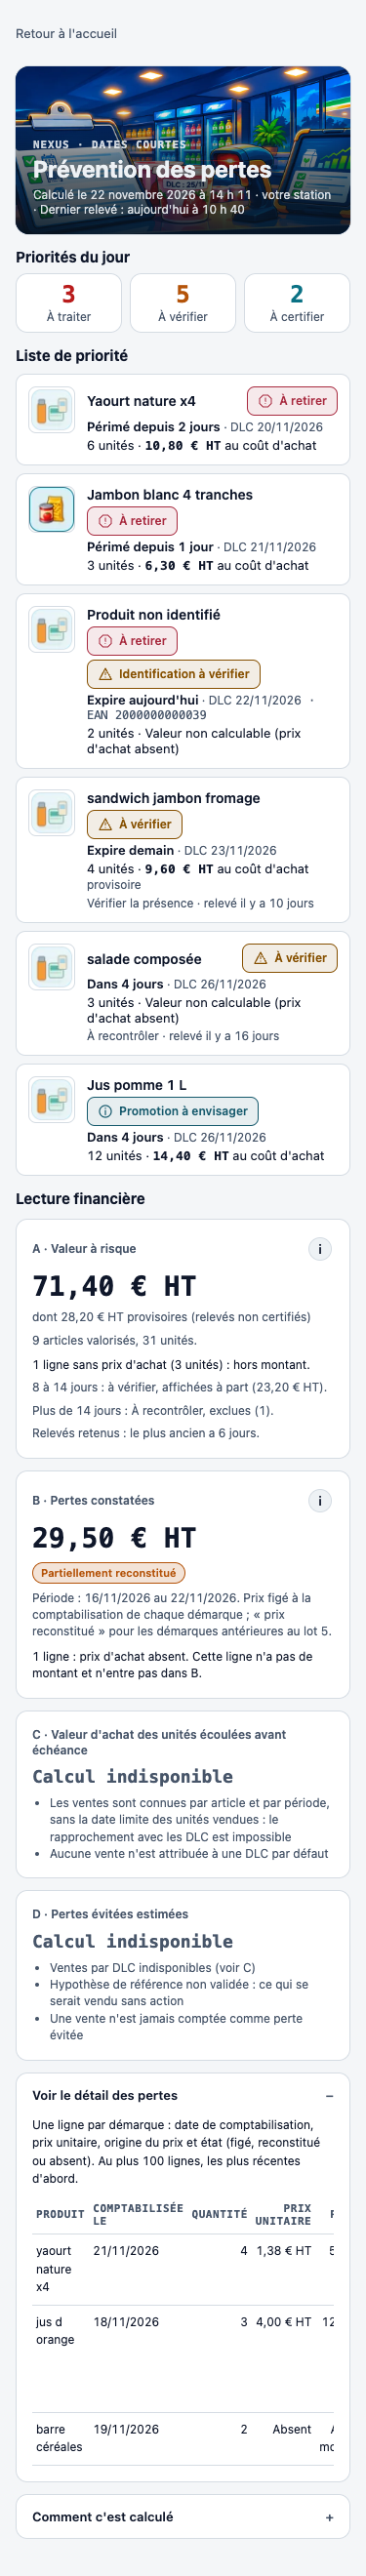 Retour à l'accueil
NEXUS · DATES COURTES
Prévention des pertes
Calculé le 22 novembre 2026 à 14 h 11 · votre station
· Dernier relevé : aujourd'hui à 10 h 40
Priorités du jour
3
À traiter
5
À vérifier
2
À certifier
Liste de priorité
Yaourt nature x4
À retirer
Périmé depuis 2 jours · DLC 20/11/2026
6 unités · 10,80 € HT au coût d'achat
Jambon blanc 4 tranches
À retirer
Périmé depuis 1 jour · DLC 21/11/2026
3 unités · 6,30 € HT au coût d'achat
Produit non identifié
À retirer
Identification à vérifier
Expire aujourd'hui · DLC 22/11/2026 ·
EAN 2000000000039
2 unités · Valeur non calculable (prix
d'achat absent)
sandwich jambon fromage
À vérifier
Expire demain · DLC 23/11/2026
4 unités · 9,60 € HT au coût d'achat
provisoire
Vérifier la présence · relevé il y a 10 jours
salade composée
À vérifier
Dans 4 jours · DLC 26/11/2026
3 unités · Valeur non calculable (prix
d'achat absent)
À recontrôler · relevé il y a 16 jours
Jus pomme 1 L
Promotion à envisager
Dans 4 jours · DLC 26/11/2026
12 unités · 14,40 € HT au coût d'achat
Lecture financière
A · Valeur à risque
i
71,40 € HT
dont 28,20 € HT provisoires (relevés non certifiés)
9 articles valorisés, 31 unités.
1 ligne sans prix d'achat (3 unités) : hors montant.
8 à 14 jours : à vérifier, affichées à part (23,20 € HT).
Plus de 14 jours : À recontrôler, exclues (1).
Relevés retenus : le plus ancien a 6 jours.
B · Pertes constatées
i
29,50 € HT
Partiellement reconstitué
Période : 16/11/2026 au 22/11/2026. Prix figé à la
comptabilisation de chaque démarque ; « prix
reconstitué » pour les démarques antérieures au lot 5.
1 ligne : prix d'achat absent. Cette ligne n'a pas de
montant et n'entre pas dans B.
C · Valeur d'achat des unités écoulées avant
échéance
Calcul indisponible
• Les ventes sont connues par article et par période,
sans la date limite des unités vendues : le
rapprochement avec les DLC est impossible
• Aucune vente n'est attribuée à une DLC par défaut
D · Pertes évitées estimées
Calcul indisponible
• Ventes par DLC indisponibles (voir C)
• Hypothèse de référence non validée : ce qui se
serait vendu sans action
• Une vente n'est jamais comptée comme perte
évitée
Voir le détail des pertes −
Une ligne par démarque : date de comptabilisation,
prix unitaire, origine du prix et état (figé, reconstitué
ou absent). Au plus 100 lignes, les plus récentes
d'abord.
PRODUIT COMPTABILISÉE LE QUANTITÉ PRIX UNITAIRE
yaourt nature x4 21/11/2026 4 1,38 € HT 5
jus d orange 18/11/2026 3 4,00 € HT 12
barre céréales 19/11/2026 2 Absent
Comment c'est calculé +